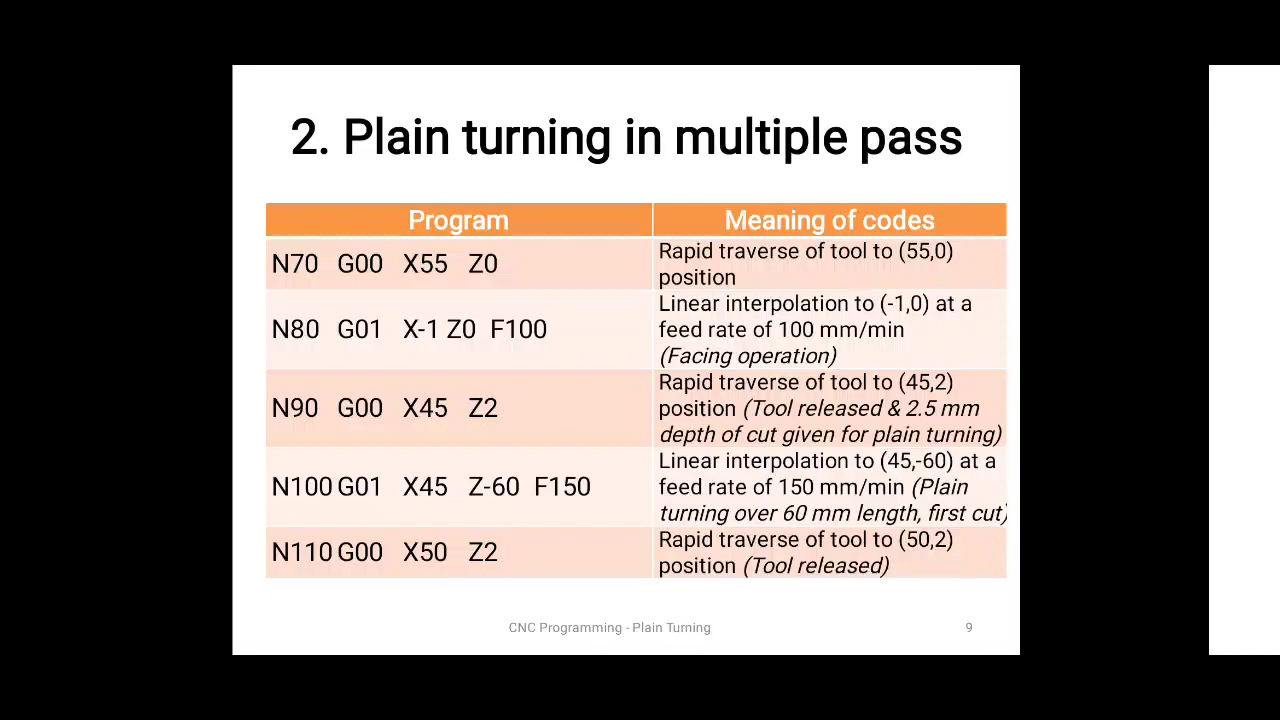 2. Plain turning in multiple pass
Program Meaning of codes
N70 G00 X55 Z0
Rapid traverse of tool to (55,0)
position
N80 G01 X-1 Z0 F100
Linear interpolation to (-1,0) at a
feed rate of 100 mm/min
(Facing operation)
N90 G00 X45 Z2
Rapid traverse of tool to (45,2)
position (Tool released & 2.5 mm
depth of cut given for plain turning)
N100 G01 X45 Z-60 F150
Linear interpolation to (45,-60) at a
feed rate of 150 mm/min (Plain
turning over 60 mm length, first cut)
N110 G00 X50 Z2
Rapid traverse of tool to (50,2)
position (Tool released)
CNC Programming - Plain Turning 9